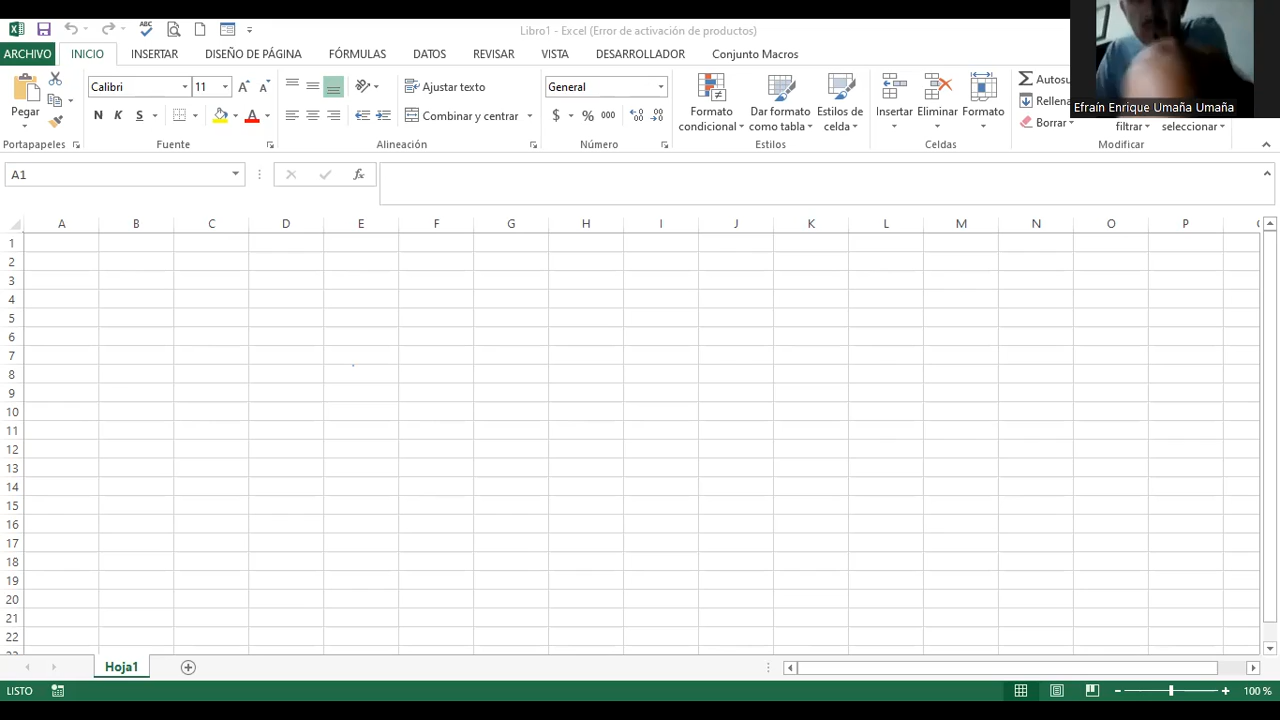 Libro1 - Excel (Error de activación de productos)
ARCHIVO INICIO INSERTAR DISEÑO DE PÁGINA FÓRMULAS DATOS REVISAR VISTA DESARROLLADOR Conjunto Macros
Calibri 11 Ajustar texto General Autosu
Pegar N K S A Combinar y centrar $ % 000 Formato condicional Dar formato como tabla Estilos de celda Insertar Eliminar Formato Rellena
Borrar filtrar seleccionar
Portapapeles Fuente Alineación Número Estilos Celdas Modificar
Efraín Enrique Umaña Umaña
A1 fx
A B C D E F G H I J K L M N O P
1
2
3
4
5
6
7
8
9
10
11
12
13
14
15
16
17
18
19
20
21
22
Hoja1
LISTO 100 %